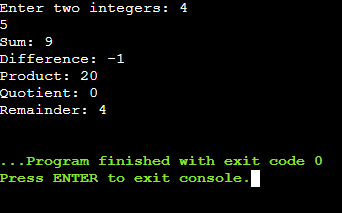 Enter two integers: 4
5
Sum: 9
Difference: -1
Product: 20
Quotient: 0
Remainder: 4
...Program finished with exit code 0
Press ENTER to exit console.